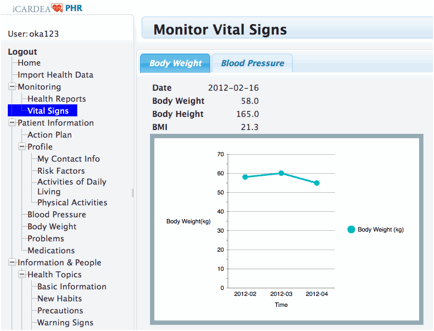 iCARDEA PHR
User: oka123
Logout
Home
Import Health Data
Monitoring
Health Reports
Vital Signs
Patient Information
Action Plan
Profile
My Contact Info
Risk Factors
Activities of Daily
Living
Physical Activities
Blood Pressure
Body Weight
Problems
Medications
Information & People
Health Topics
Basic Information
New Habits
Precautions
Warning Signs
Monitor Vital Signs
Body Weight Blood Pressure
Date 2012-02-16
Body Weight 58.0
Body Height 165.0
BMI 21.3
70
60
50
40
30
20
10
0
Body Weight(kg)
2012-02 2012-03 2012-04
Time
Body Weight (kg)